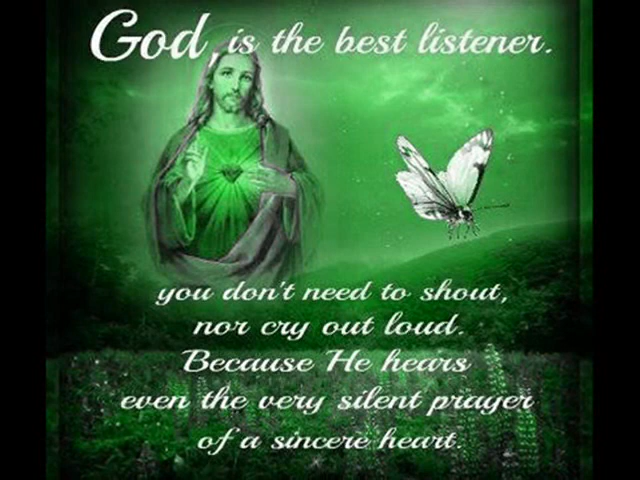 God is the best listener.
you don't need to shout,
nor cry out loud.
Because He hears
even the very silent prayer
of a sincere heart.